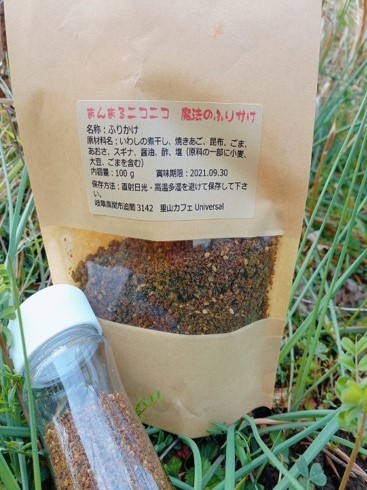 まんまるニコニコ 魔法のふりかけ
名称:ふりかけ
原材料名:いわしの煮干し、焼きあご、昆布、ごま、
あおさ、スギナ、醤油、酢、塩(原料の一部に小麦、
大豆、ごまを含む)
内容量:100 g 賞味期限:2021.09.30
保存方法:直射日光・高温多湿を避けて保存して下さ
い。
岐阜県関市迫間 3142 里山カフェ Universal